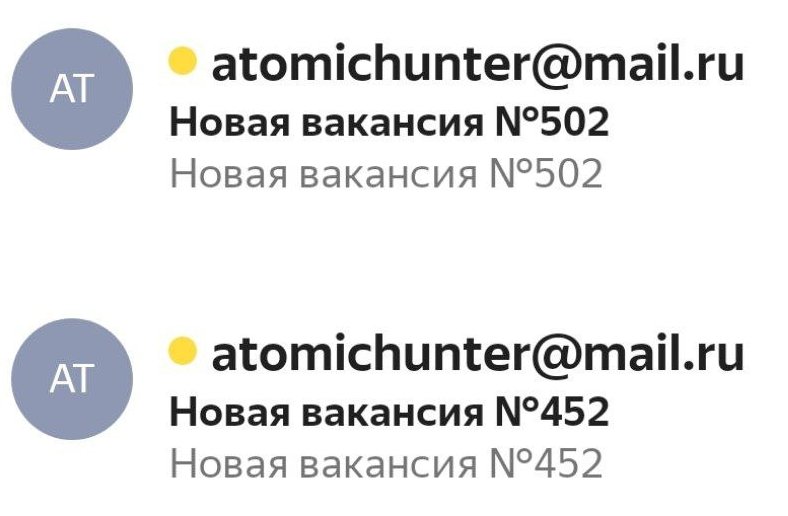 AT
atomichunter@mail.ru
Новая вакансия №502
Новая вакансия №502
AT
atomichunter@mail.ru
Новая вакансия №452
Новая вакансия №452